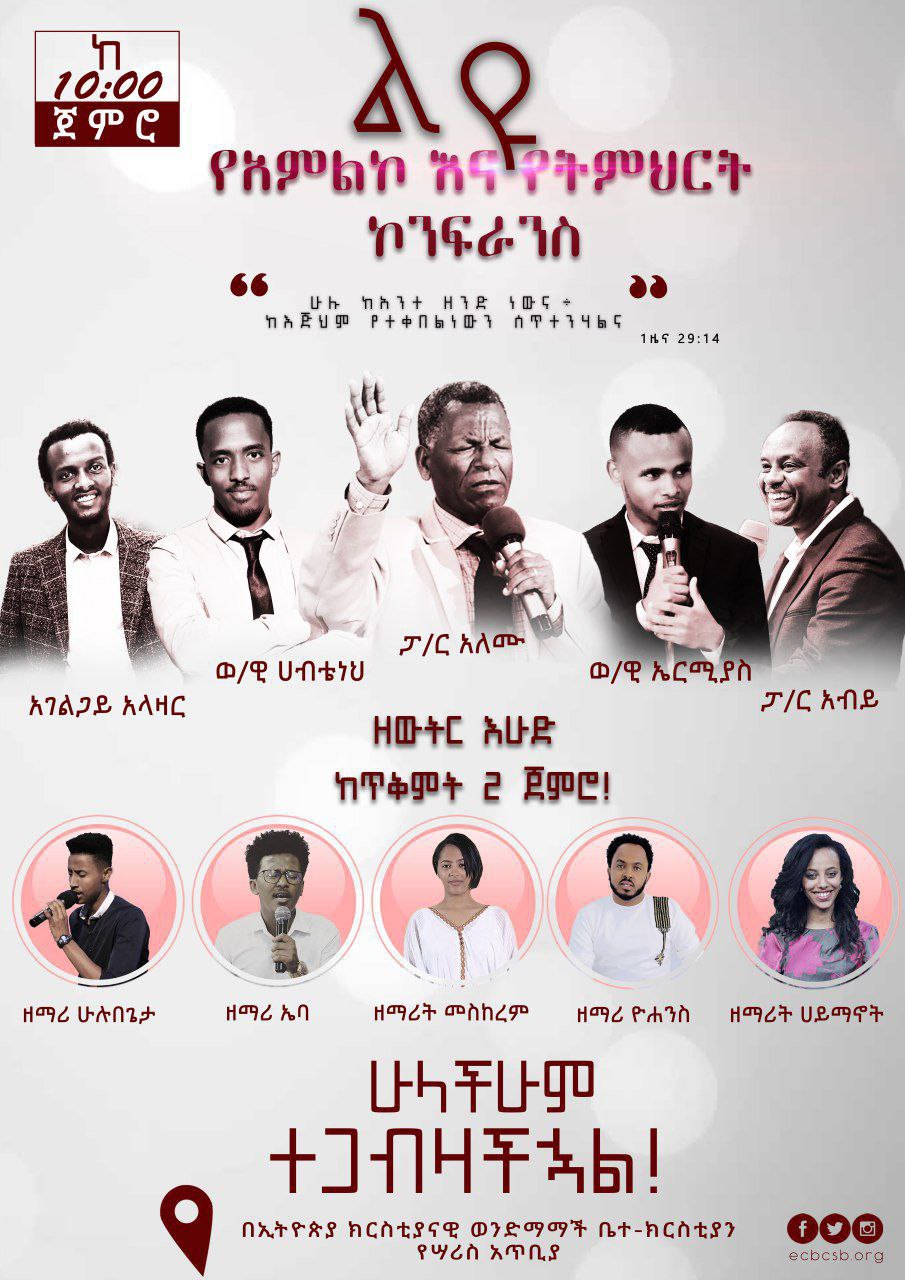 ከ
10:00
ጀምሮ
ልዩ
የአምልኮ እና የትምህርት
ኮንፍራንስ
“ ሁሉ ከአንተ ዘንድ ነውና ÷ ”
ከእጅህም የተቀበልነውን ሰጥተንሃልና
1ዜና 29:14
አገልጋይ አላዛር
ወ/ዊ ሀብቴነህ
ፓ/ር አለሙ
ወ/ዊ ኤርሚያስ
ፓ/ር አብይ
ዘውትር እሁድ
ከጥቅምት ፪ ጀምሮ!
ዘማሪ ሁሉበጌታ
ዘማሪ ኤባ
ዘማሪት መስከረም
ዘማሪ ዮሐንስ
ዘማሪት ሀይማኖት
ሁላችሁም
ተጋብዛችኋል!
በኢትዮጵያ ክርስቲያናዊ ወንድማማች ቤተ-ክርስቲያን
የሣሪስ አጥቢያ
ecbcsb.org